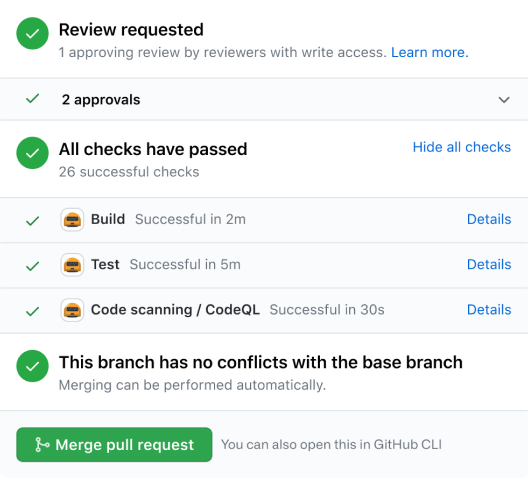 Review requested
1 approving review by reviewers with write access. Learn more.
2 approvals
All checks have passed
Hide all checks
26 successful checks
Build Successful in 2m Details
Test Successful in 5m Details
Code scanning / CodeQL Successful in 30s Details
This branch has no conflicts with the base branch
Merging can be performed automatically.
Merge pull request You can also open this in GitHub CLI